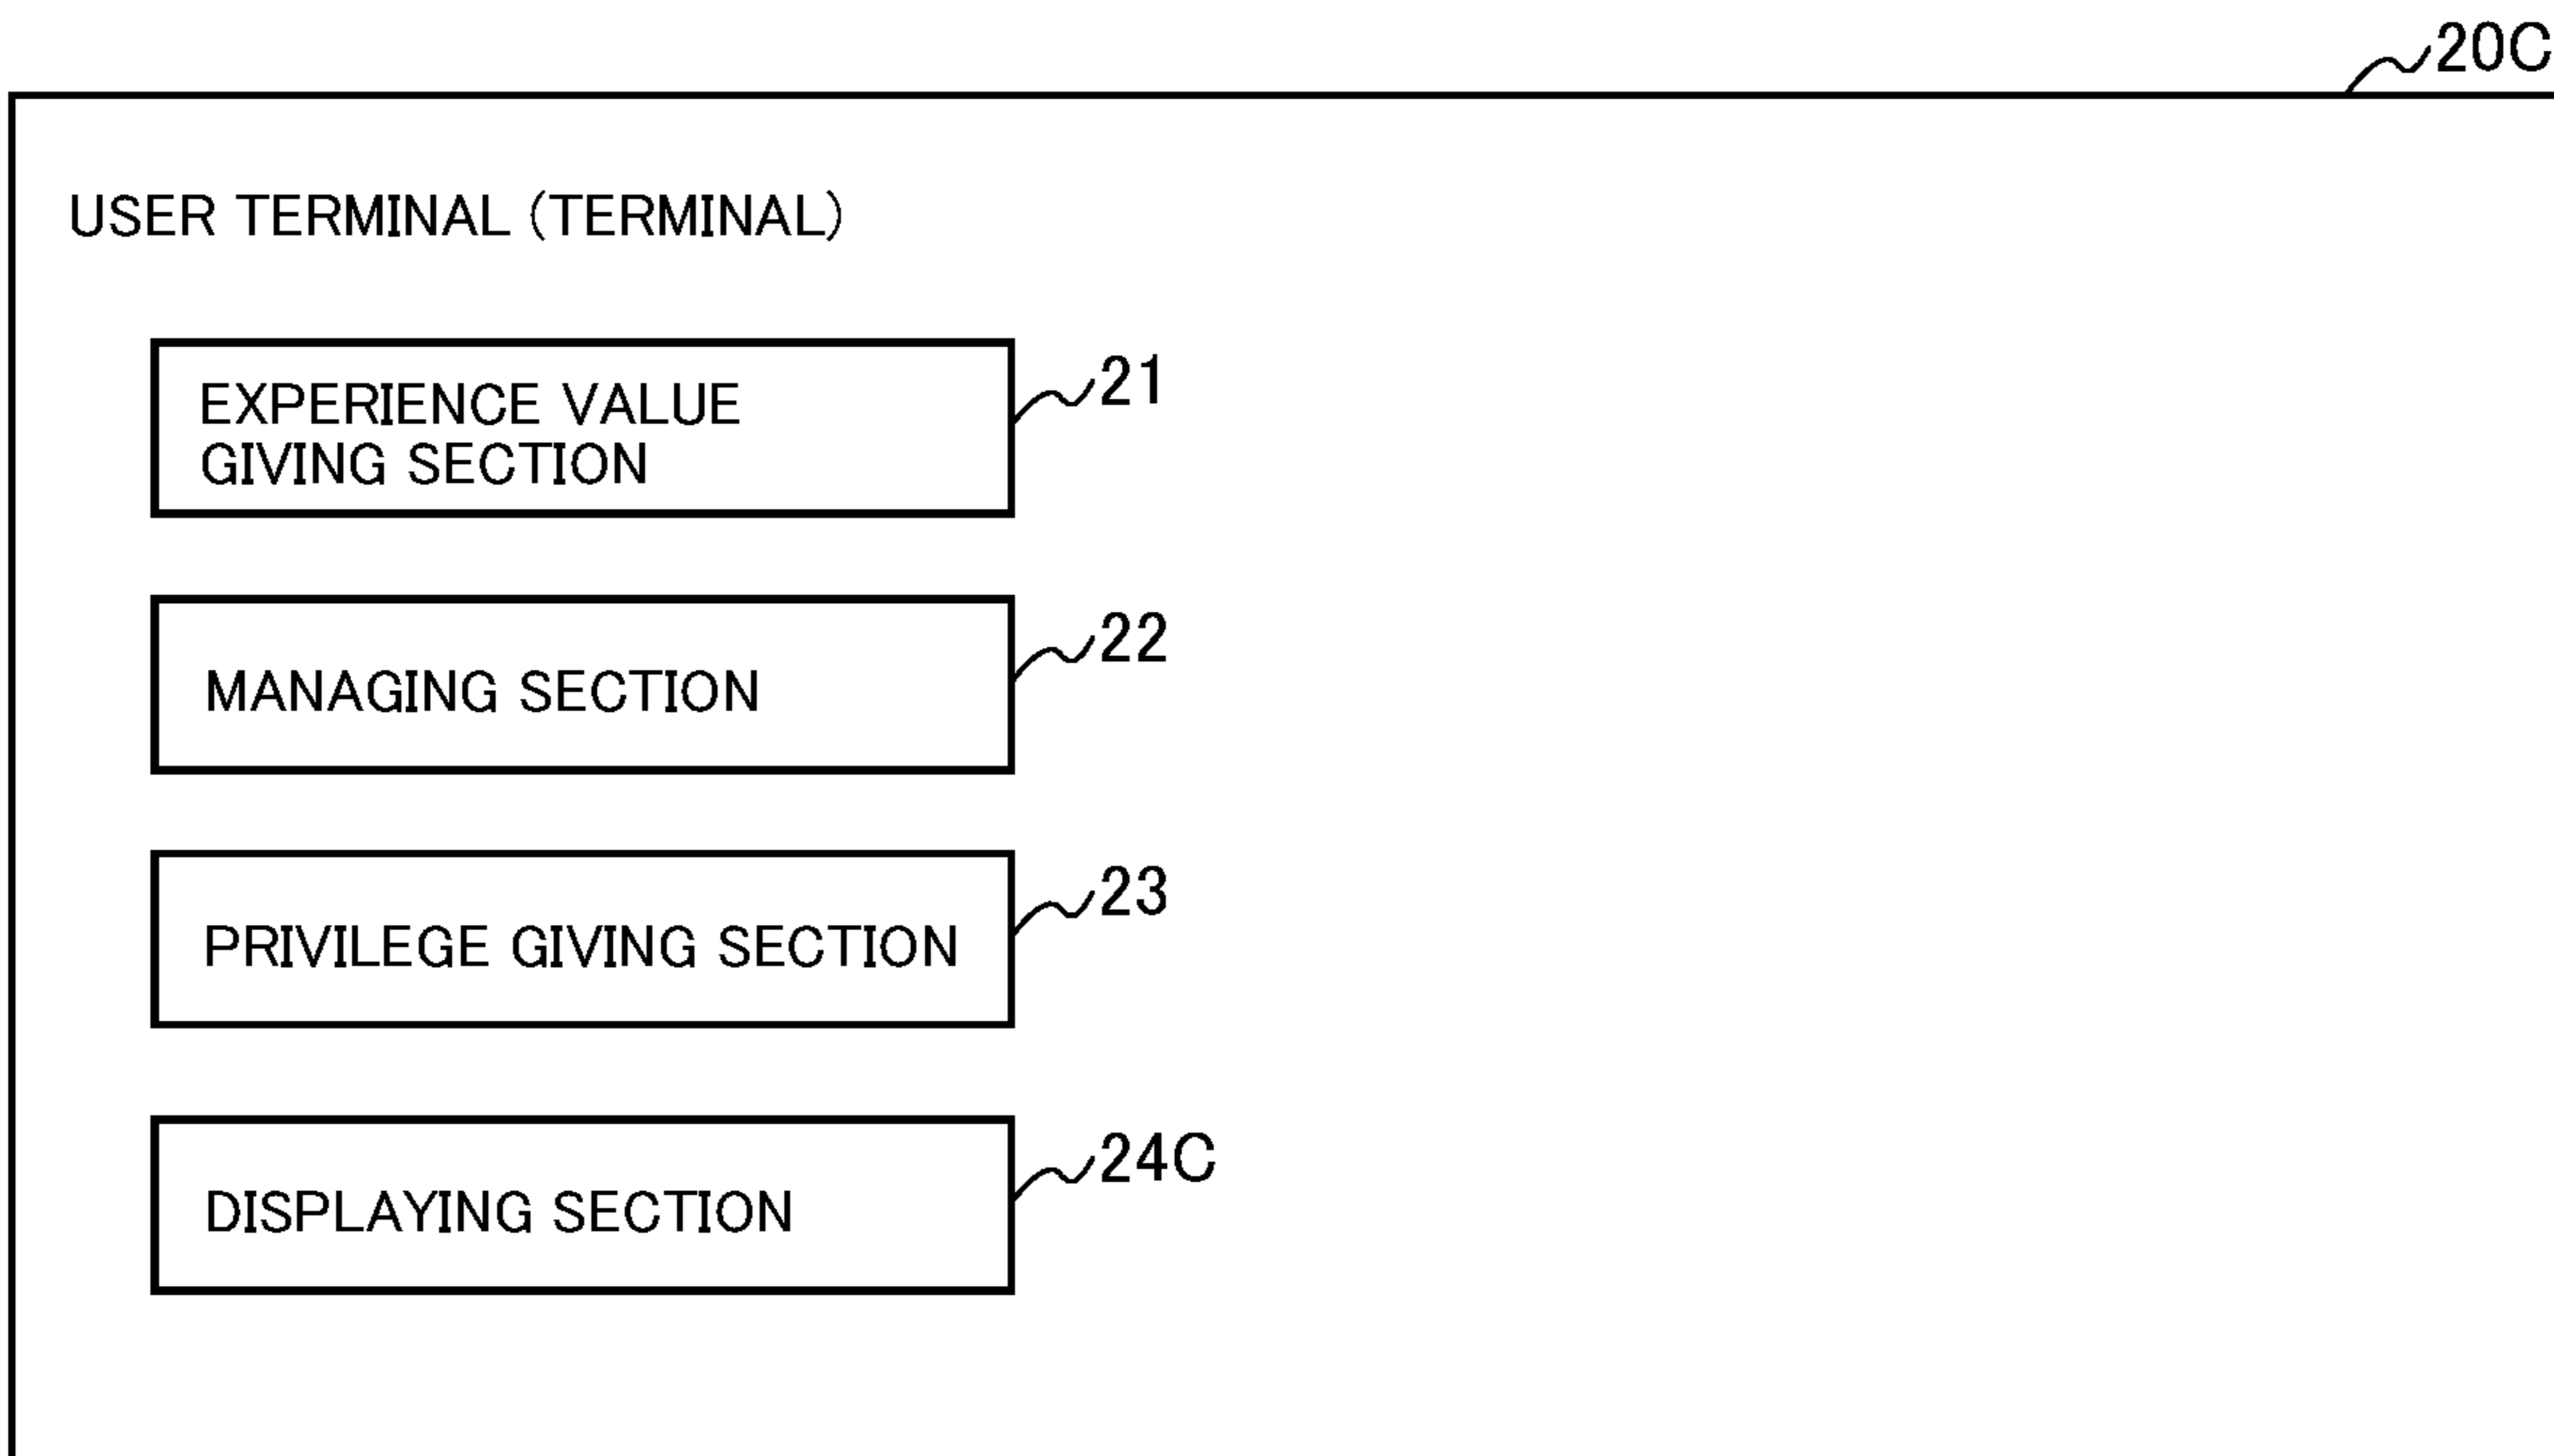 20C
USER TERMINAL (TERMINAL)
EXPERIENCE VALUE
GIVING SECTION
21
MANAGING SECTION
22
PRIVILEGE GIVING SECTION
23
DISPLAYING SECTION
24C